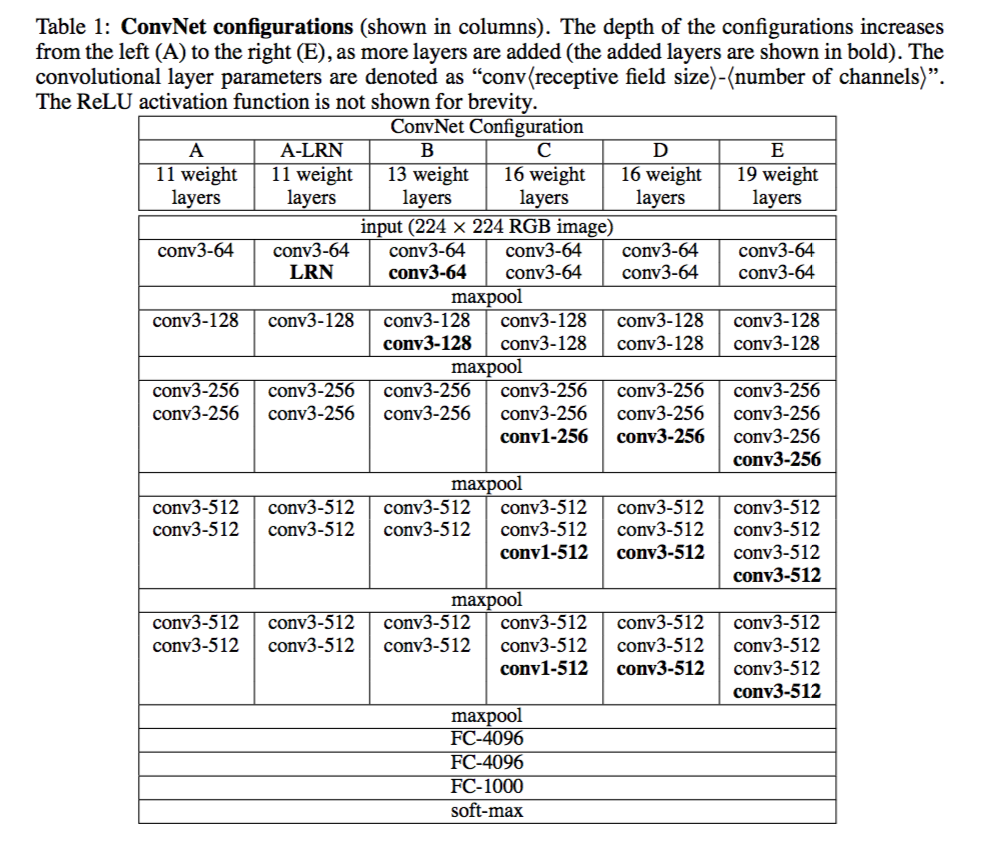 Table 1: ConvNet configurations (shown in columns). The depth of the configurations increases
from the left (A) to the right (E), as more layers are added (the added layers are shown in bold). The
convolutional layer parameters are denoted as “conv⟨receptive field size⟩-⟨number of channels⟩”.
The ReLU activation function is not shown for brevity.
ConvNet Configuration
A A-LRN B C D E
11 weight 11 weight 13 weight 16 weight 16 weight 19 weight
layers layers layers layers layers layers
input (224 × 224 RGB image)
conv3-64 conv3-64 conv3-64 conv3-64 conv3-64 conv3-64
LRN conv3-64 conv3-64 conv3-64 conv3-64
maxpool
conv3-128 conv3-128 conv3-128 conv3-128 conv3-128 conv3-128
conv3-128 conv3-128 conv3-128 conv3-128
maxpool
conv3-256 conv3-256 conv3-256 conv3-256 conv3-256 conv3-256
conv3-256 conv3-256 conv3-256 conv3-256 conv3-256 conv3-256
conv1-256 conv3-256 conv3-256
conv3-256
maxpool
conv3-512 conv3-512 conv3-512 conv3-512 conv3-512 conv3-512
conv3-512 conv3-512 conv3-512 conv3-512 conv3-512 conv3-512
conv1-512 conv3-512 conv3-512
conv3-512
maxpool
conv3-512 conv3-512 conv3-512 conv3-512 conv3-512 conv3-512
conv3-512 conv3-512 conv3-512 conv3-512 conv3-512 conv3-512
conv1-512 conv3-512 conv3-512
conv3-512
maxpool
FC-4096
FC-4096
FC-1000
soft-max